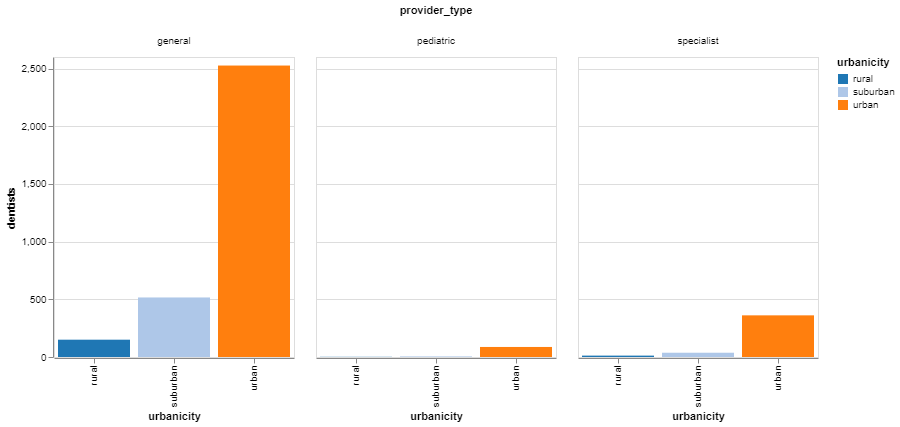 provider_type
general
pediatric
specialist
urbanicity
rural
suburban
urban
dentists
2,500
2,000
1,500
1,000
500
0
rural
suburban
urban
rural
suburban
urban
rural
suburban
urban
urbanicity
urbanicity
urbanicity